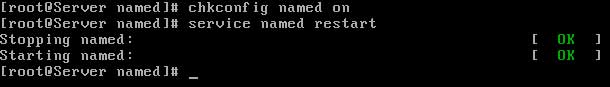 [root@Server named]# chkconfig named on
[root@Server named]# service named restart
Stopping named: [  OK  ]
Starting named: [  OK  ]
[root@Server named]# _